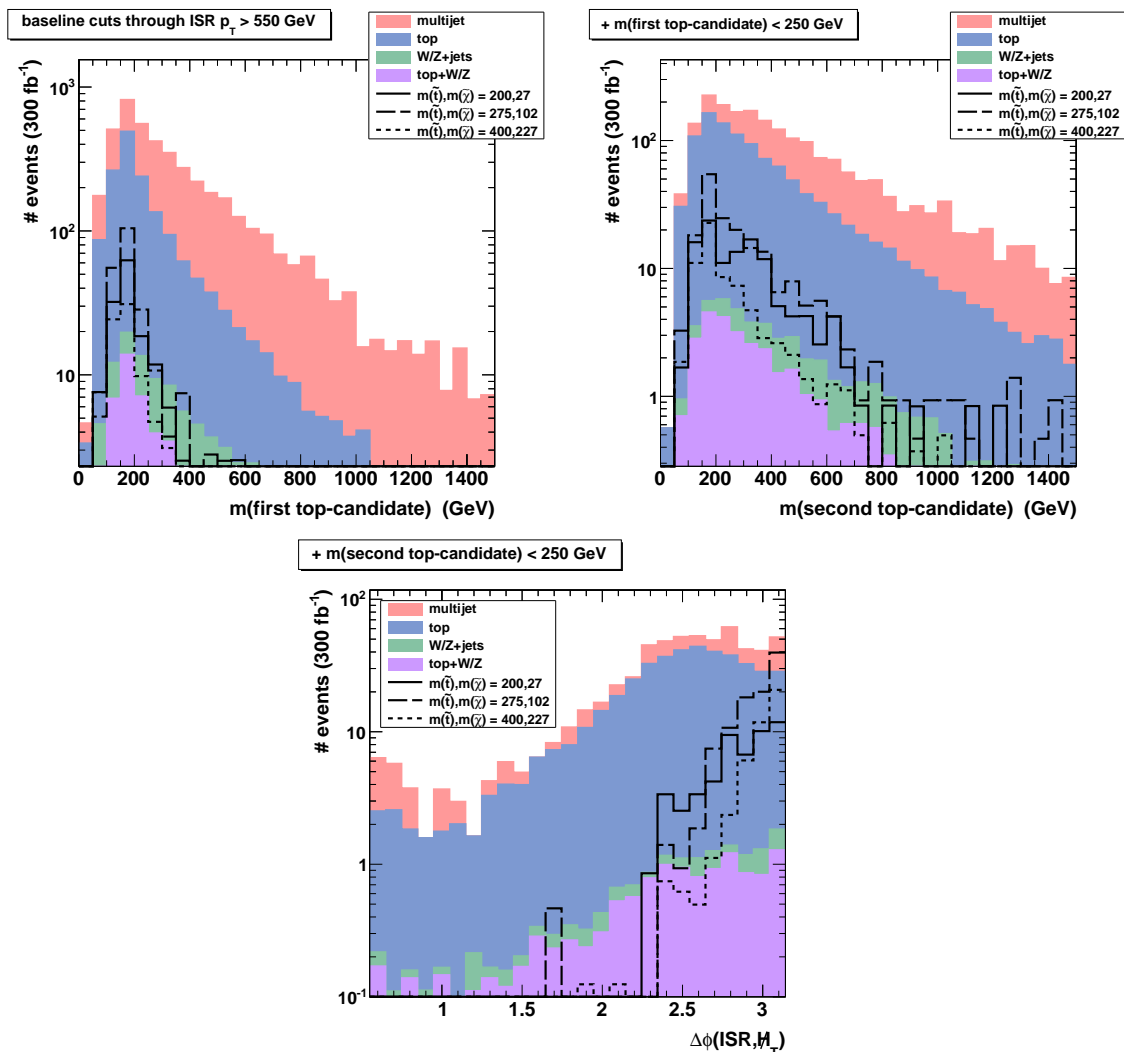 baseline cuts through ISR p_T > 550 GeV
multijet
top
W/Z+jets
top+W/Z
m(t̃),m(χ̃) = 200,27
m(t̃),m(χ̃) = 275,102
m(t̃),m(χ̃) = 400,227
# events (300 fb⁻¹)
10³
10²
10
0 200 400 600 800 1000 1200 1400
m(first top-candidate) (GeV)
+ m(first top-candidate) < 250 GeV
multijet
top
W/Z+jets
top+W/Z
m(t̃),m(χ̃) = 200,27
m(t̃),m(χ̃) = 275,102
m(t̃),m(χ̃) = 400,227
# events (300 fb⁻¹)
10²
10
1
0 200 400 600 800 1000 1200 1400
m(second top-candidate) (GeV)
+ m(second top-candidate) < 250 GeV
multijet
top
W/Z+jets
top+W/Z
m(t̃),m(χ̃) = 200,27
m(t̃),m(χ̃) = 275,102
m(t̃),m(χ̃) = 400,227
# events (300 fb⁻¹)
10²
10
1
10⁻¹
1 1.5 2 2.5 3
Δϕ(ISR,H̸_T)